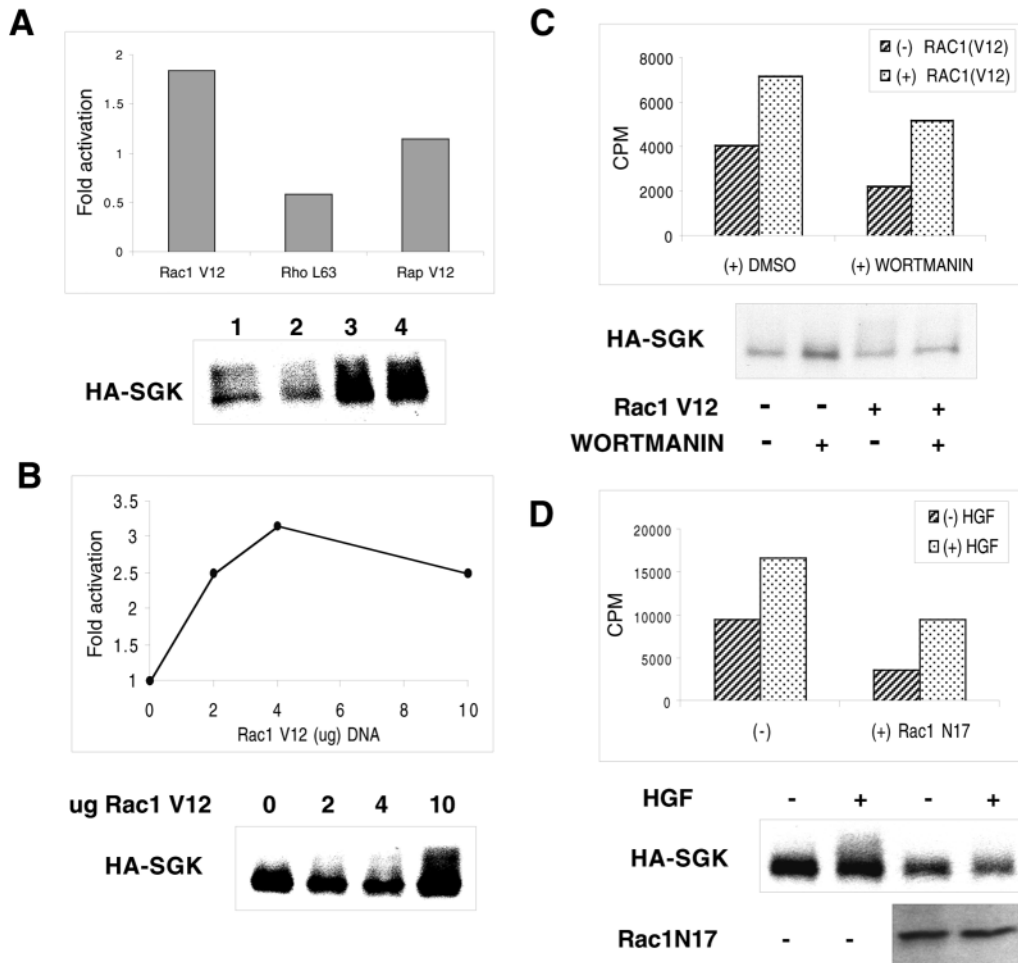 A
Fold activation
2
1.5
1
0.5
0
Rac1 V12 Rho L63 Rap V12
1 2 3 4
HA-SGK
B
Fold activation
3.5
3
2.5
2
1.5
1
0 2 4 6 8 10
Rac1 V12 (ug) DNA
ug Rac1 V12 0 2 4 10
HA-SGK
C
(-) RAC1(V12)
(+) RAC1(V12)
CPM
8000
6000
4000
2000
0
(+) DMSO (+) WORTMANIN
HA-SGK
Rac1 V12 - - + +
WORTMANIN - + - +
D
(-) HGF
(+) HGF
CPM
20000
15000
10000
5000
0
(-) (+) Rac1 N17
HGF - + - +
HA-SGK
Rac1N17 - -